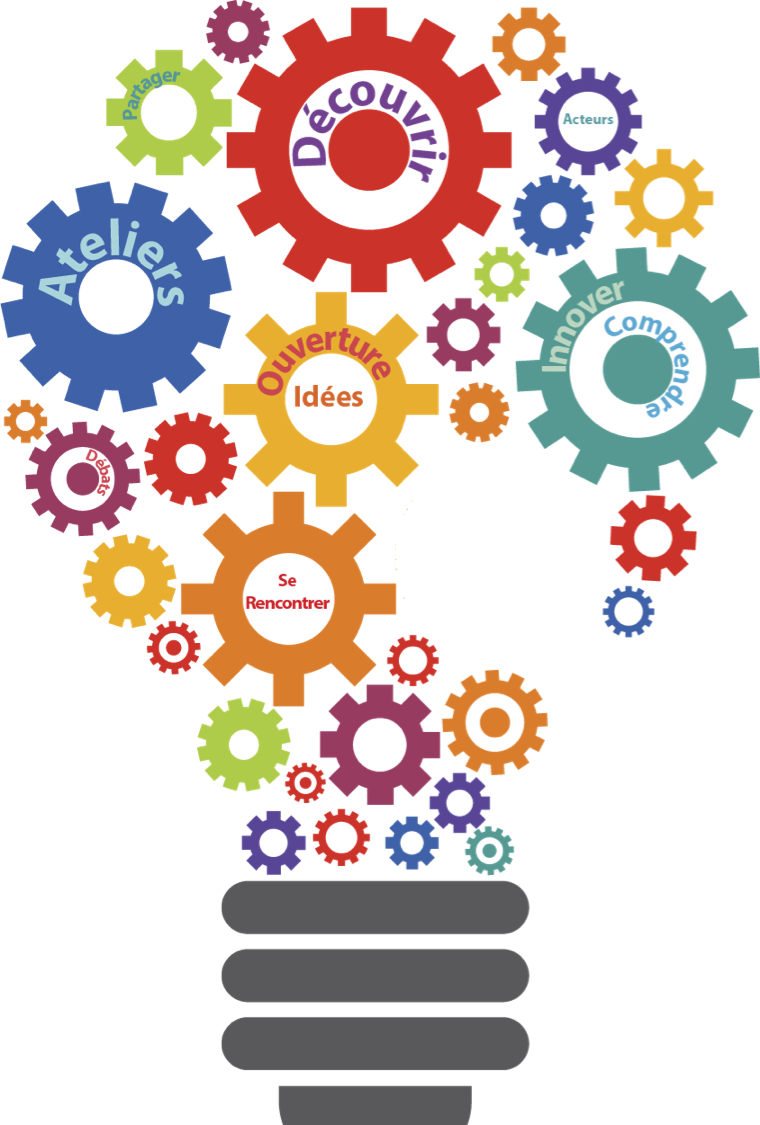 Partager
Découvrir
Acteurs
Ateliers
Innover
Comprendre
Ouverture
Idées
Débats
Se
Rencontrer